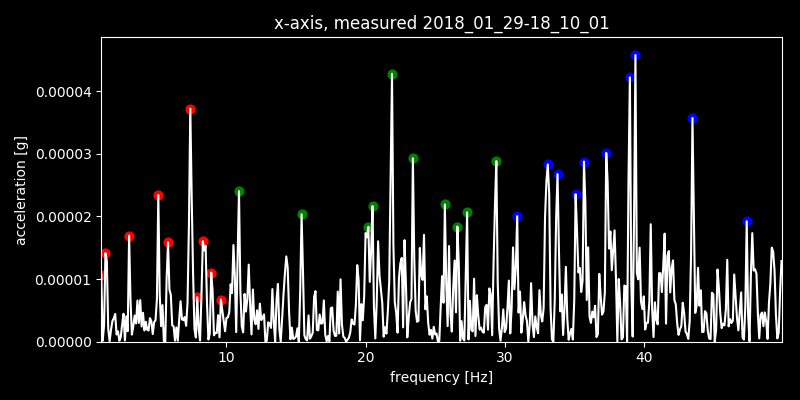 x-axis, measured 2018_01_29-18_10_01
acceleration [g]
0.00004
0.00003
0.00002
0.00001
0.00000
10 20 30 40
frequency [Hz]